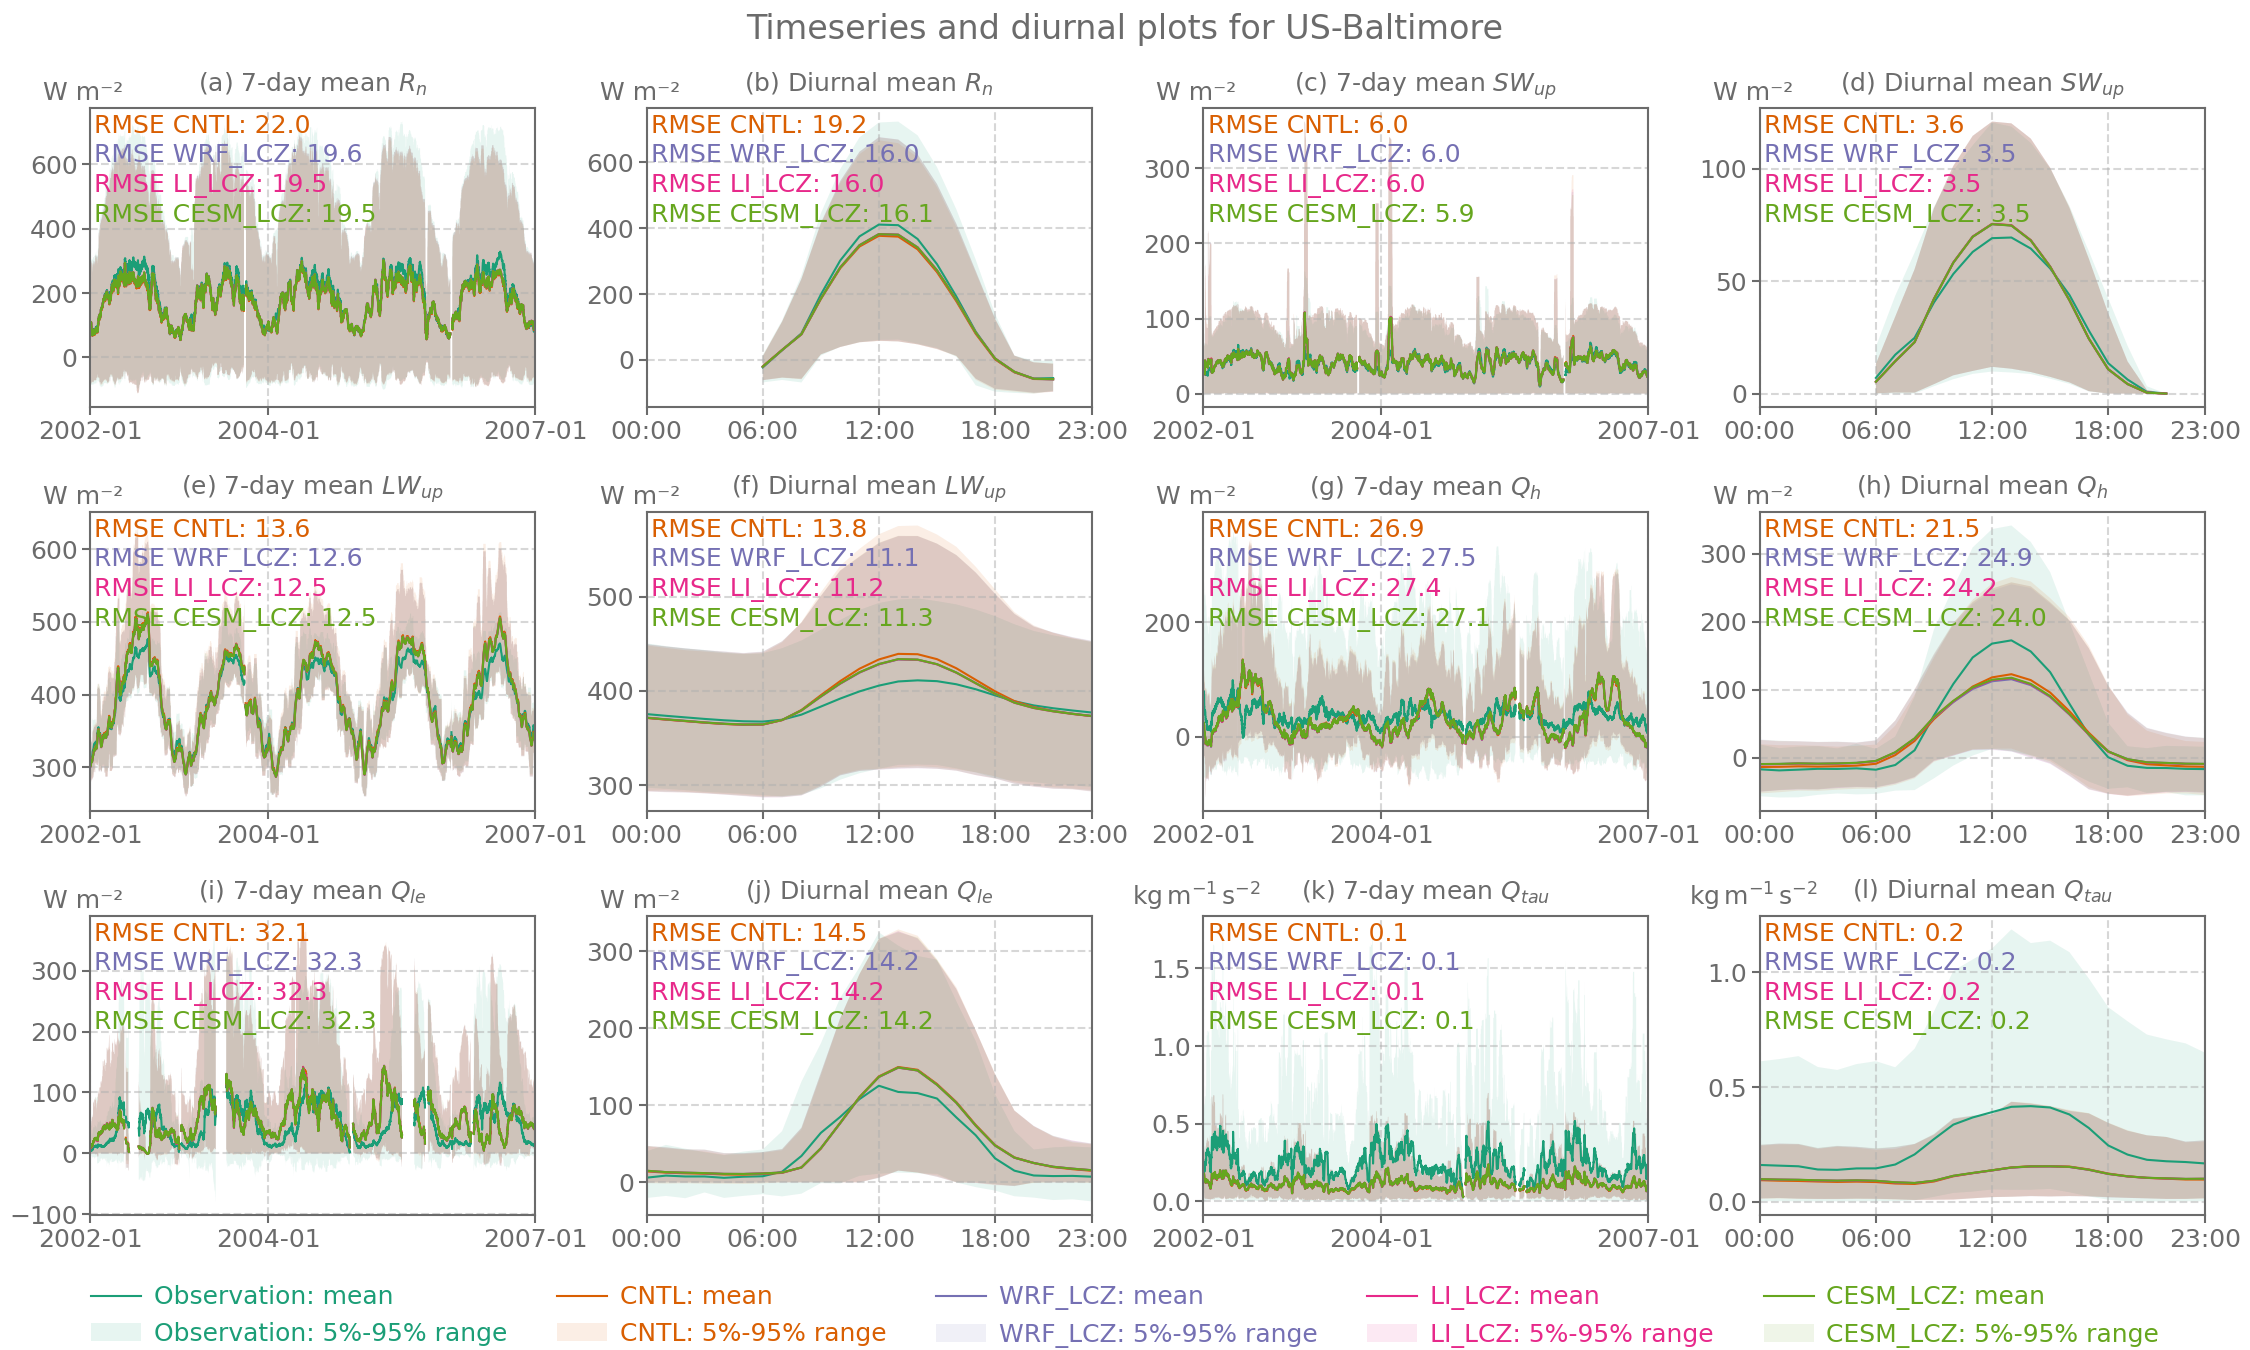 Timeseries and diurnal plots for US-Baltimore
W m⁻²
(a) 7-day mean Rn
RMSE CNTL: 22.0
RMSE WRF_LCZ: 19.6
RMSE LI_LCZ: 19.5
RMSE CESM_LCZ: 19.5
600
400
200
0
2002-01 2004-01 2007-01
W m⁻²
(b) Diurnal mean Rn
RMSE CNTL: 19.2
RMSE WRF_LCZ: 16.0
RMSE LI_LCZ: 16.0
RMSE CESM_LCZ: 16.1
600
400
200
0
00:00 06:00 12:00 18:00 23:00
W m⁻²
(c) 7-day mean SWup
RMSE CNTL: 6.0
RMSE WRF_LCZ: 6.0
RMSE LI_LCZ: 6.0
RMSE CESM_LCZ: 5.9
300
200
100
0
2002-01 2004-01 2007-01
W m⁻²
(d) Diurnal mean SWup
RMSE CNTL: 3.6
RMSE WRF_LCZ: 3.5
RMSE LI_LCZ: 3.5
RMSE CESM_LCZ: 3.5
100
50
0
00:00 06:00 12:00 18:00 23:00
W m⁻²
(e) 7-day mean LWup
RMSE CNTL: 13.6
RMSE WRF_LCZ: 12.6
RMSE LI_LCZ: 12.5
RMSE CESM_LCZ: 12.5
600
500
400
300
2002-01 2004-01 2007-01
W m⁻²
(f) Diurnal mean LWup
RMSE CNTL: 13.8
RMSE WRF_LCZ: 11.1
RMSE LI_LCZ: 11.2
RMSE CESM_LCZ: 11.3
500
400
300
00:00 06:00 12:00 18:00 23:00
W m⁻²
(g) 7-day mean Qh
RMSE CNTL: 26.9
RMSE WRF_LCZ: 27.5
RMSE LI_LCZ: 27.4
RMSE CESM_LCZ: 27.1
200
0
2002-01 2004-01 2007-01
W m⁻²
(h) Diurnal mean Qh
RMSE CNTL: 21.5
RMSE WRF_LCZ: 24.9
RMSE LI_LCZ: 24.2
RMSE CESM_LCZ: 24.0
300
200
100
0
00:00 06:00 12:00 18:00 23:00
W m⁻²
(i) 7-day mean Qle
RMSE CNTL: 32.1
RMSE WRF_LCZ: 32.3
RMSE LI_LCZ: 32.3
RMSE CESM_LCZ: 32.3
300
200
100
0
−100
2002-01 2004-01 2007-01
W m⁻²
(j) Diurnal mean Qle
RMSE CNTL: 14.5
RMSE WRF_LCZ: 14.2
RMSE LI_LCZ: 14.2
RMSE CESM_LCZ: 14.2
300
200
100
0
00:00 06:00 12:00 18:00 23:00
kg m⁻¹ s⁻²
(k) 7-day mean Qtau
RMSE CNTL: 0.1
RMSE WRF_LCZ: 0.1
RMSE LI_LCZ: 0.1
RMSE CESM_LCZ: 0.1
1.5
1.0
0.5
0.0
2002-01 2004-01 2007-01
kg m⁻¹ s⁻²
(l) Diurnal mean Qtau
RMSE CNTL: 0.2
RMSE WRF_LCZ: 0.2
RMSE LI_LCZ: 0.2
RMSE CESM_LCZ: 0.2
1.0
0.5
0.0
00:00 06:00 12:00 18:00 23:00
Observation: mean CNTL: mean WRF_LCZ: mean LI_LCZ: mean CESM_LCZ: mean
Observation: 5%-95% range CNTL: 5%-95% range WRF_LCZ: 5%-95% range LI_LCZ: 5%-95% range CESM_LCZ: 5%-95% range